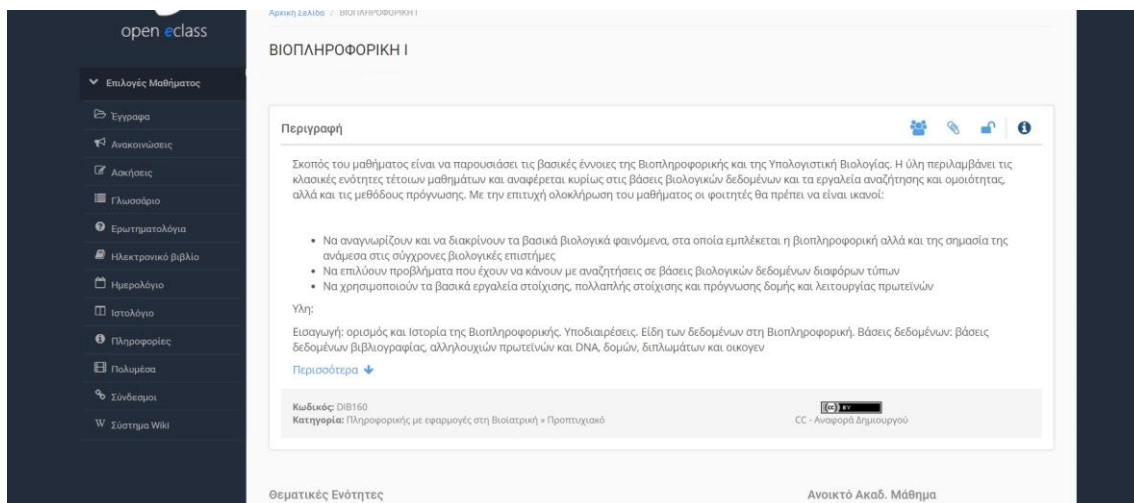 open eclass
Επιλογές Μαθήματος
Έγγραφα
Ανακοινώσεις
Ασκήσεις
Γλωσσάριο
Ερωτηματολόγια
Ηλεκτρονικό βιβλίο
Ημερολόγιο
Ιστολόγιο
Πληροφορίες
Πολυμέσα
Σύνδεσμοι
Σύστημα Wiki
Αρχική Σελίδα / ΒΙΟΠΛΗΡΟΦΟΡΙΚΗ Ι
ΒΙΟΠΛΗΡΟΦΟΡΙΚΗ Ι
Περιγραφή
Σκοπός του μαθήματος είναι να παρουσιάσει τις βασικές έννοιες της Βιοπληροφορικής και της Υπολογιστική Βιολογίας. Η ύλη περιλαμβάνει τις
κλασικές ενότητες τέτοιων μαθημάτων και αναφέρεται κυρίως στις βάσεις βιολογικών δεδομένων και τα εργαλεία αναζήτησης και ομοιότητας,
αλλά και τις μεθόδους πρόγνωσης. Με την επιτυχή ολοκλήρωση του μαθήματος οι φοιτητές θα πρέπει να είναι ικανοί:
• Να αναγνωρίζουν και να διακρίνουν τα βασικά βιολογικά φαινόμενα, στα οποία εμπλέκεται η βιοπληροφορική αλλά και της σημασία της
ανάμεσα στις σύγχρονες βιολογικές επιστήμες
• Να επιλύουν προβλήματα που έχουν να κάνουν με αναζητήσεις σε βάσεις βιολογικών δεδομένων διαφόρων τύπων
• Να χρησιμοποιούν τα βασικά εργαλεία στοίχισης, πολλαπλής στοίχισης και πρόγνωσης δομής και λειτουργίας πρωτεϊνών
Υλη:
Εισαγωγή: ορισμός και Ιστορία της Βιοπληροφορικής. Υποδιαιρέσεις. Είδη των δεδομένων στη Βιοπληροφορική. Βάσεις δεδομένων: βάσεις
δεδομένων βιβλιογραφίας, αλληλουχιών πρωτεϊνών και DNA, δομών, διπλωμάτων και οικογεν
Περισσότερα
Κωδικός: DIB160
Κατηγορία: Πληροφορικής με εφαρμογές στη Βιοϊατρική » Προπτυχιακό
(cc) BY
CC - Αναφορά Δημιουργού
Θεματικές Ενότητες
Ανοικτό Ακαδ. Μάθημα